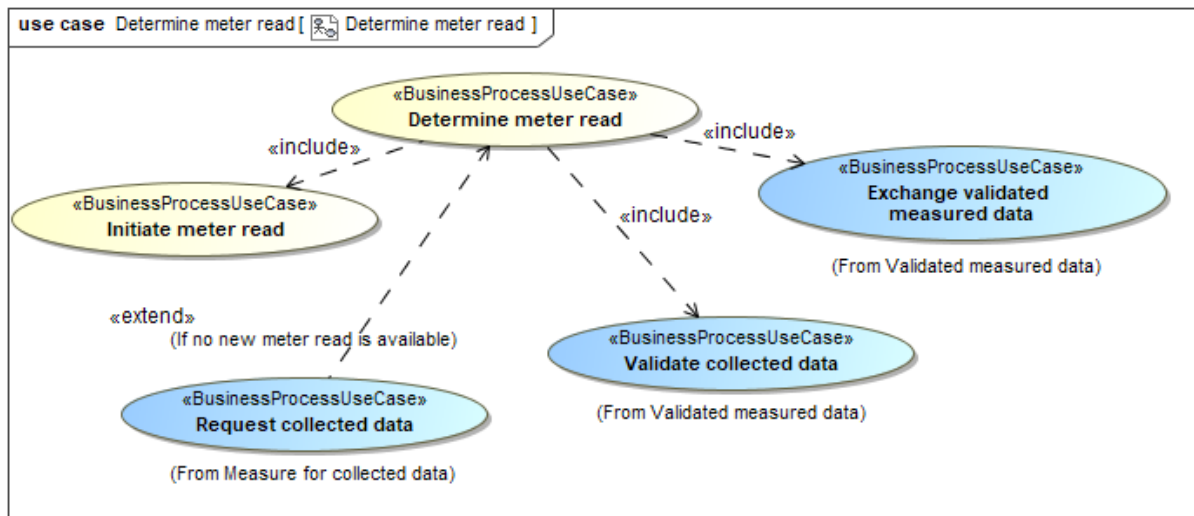 use case Determine meter read [ Determine meter read ]
«BusinessProcessUseCase»
Determine meter read
«include»
«include»
«BusinessProcessUseCase»
Initiate meter read
«BusinessProcessUseCase»
Exchange validated
measured data
(From Validated measured data)
«include»
«extend»
(If no new meter read is available)
«BusinessProcessUseCase»
Validate collected data
(From Validated measured data)
«BusinessProcessUseCase»
Request collected data
(From Measure for collected data)